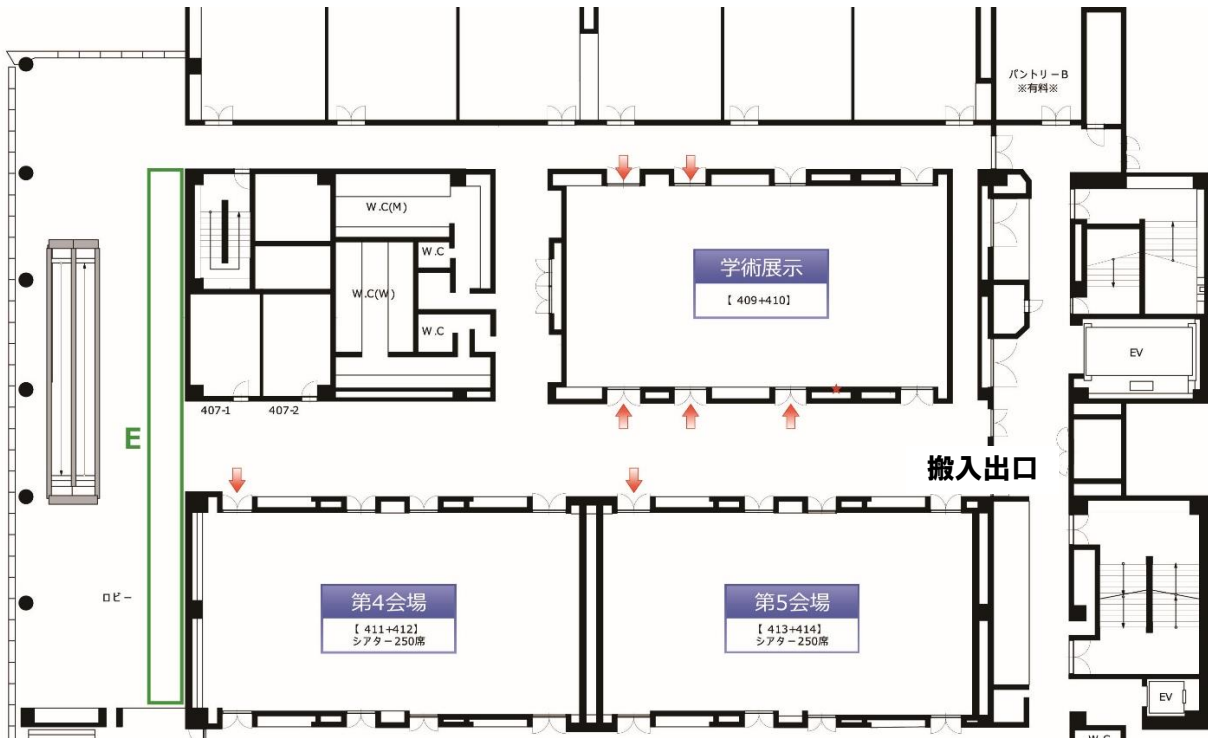 パントリーB
※有料※
W.C(M)
W.C
W.C(W)
W.C
学術展示
【 409+410】
EV
407-1
407-2
E
搬入出口
ロビー
第4会場
【 411+412】
シアター250席
第5会場
【 413+414】
シアター250席
EV
W.C